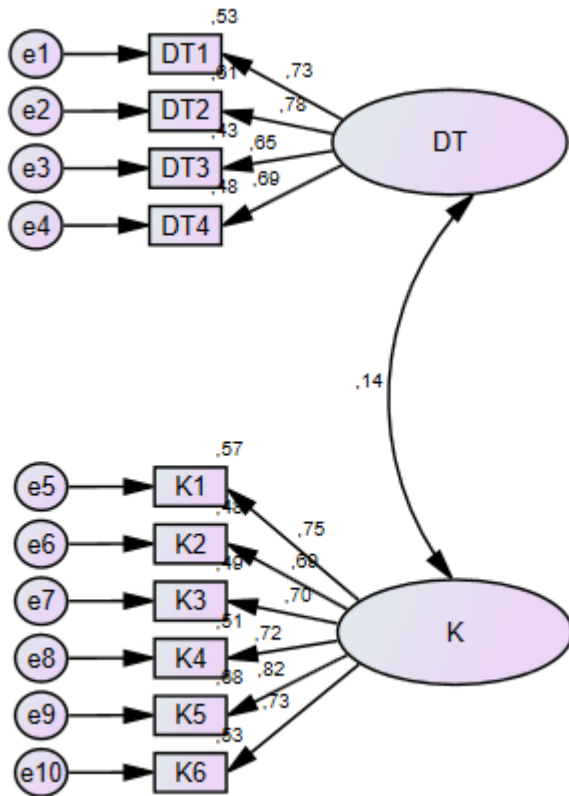 ,53
e1 DT1 ,73
,61
e2 DT2 ,78
,43
e3 DT3 ,65
,48
e4 DT4 ,69
DT
,14
,57
e5 K1 ,75
,48
e6 K2 ,69
,49
e7 K3 ,70
,51
e8 K4 ,72
,68
e9 K5 ,82
,53
e10 K6 ,73
K